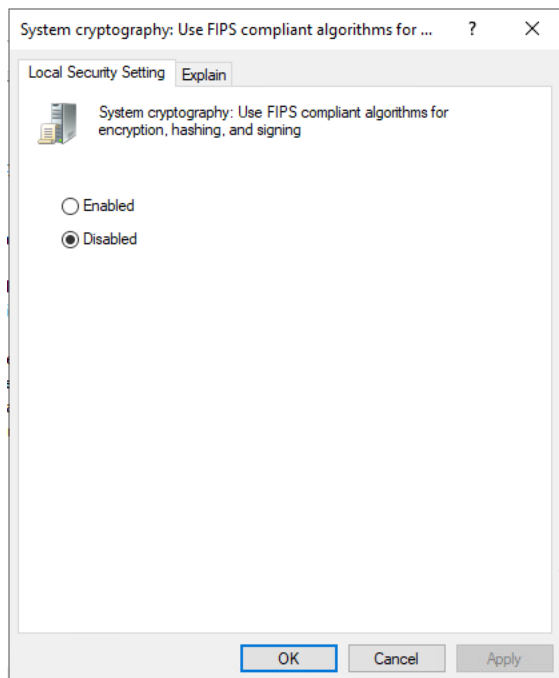 System cryptography: Use FIPS compliant algorithms for ...
?
Local Security Setting
Explain
System cryptography: Use FIPS compliant algorithms for
encryption, hashing, and signing
Enabled
Disabled
OK
Cancel
Apply